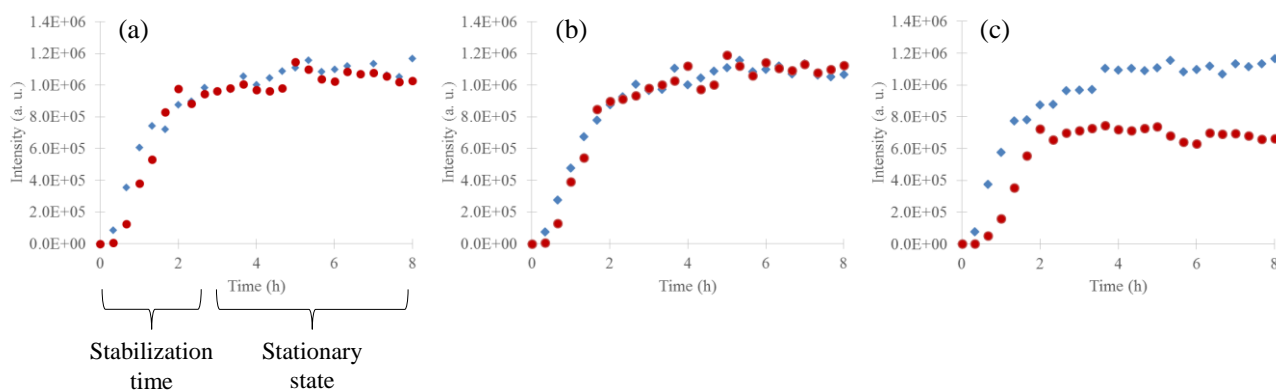 (a)
1.4E+06
1.2E+06
1.0E+06
8.0E+05
6.0E+05
4.0E+05
2.0E+05
0.0E+00
Intensity (a. u.)
0 2 4 6 8
Time (h)
Stabilization
time
Stationary
state
(b)
1.4E+06
1.2E+06
1.0E+06
8.0E+05
6.0E+05
4.0E+05
2.0E+05
0.0E+00
Intensity (a. u.)
0 2 4 6 8
Time (h)
(c)
1.4E+06
1.2E+06
1.0E+06
8.0E+05
6.0E+05
4.0E+05
2.0E+05
0.0E+00
Intensity (a. u.)
0 2 4 6 8
Time (h)